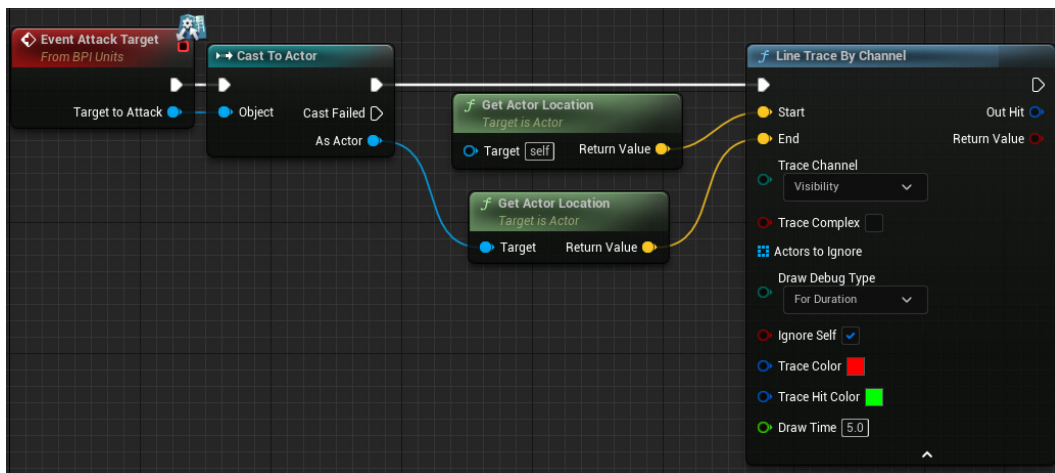 Event Attack Target
From BPI Units
Target to Attack
Cast To Actor
Object
Cast Failed
As Actor
f Get Actor Location
Target is Actor
Target self
Return Value
f Get Actor Location
Target is Actor
Target
Return Value
f Line Trace By Channel
Start
Out Hit
End
Return Value
Trace Channel
Visibility
Trace Complex
Actors to Ignore
Draw Debug Type
For Duration
Ignore Self
Trace Color
Trace Hit Color
Draw Time 5.0